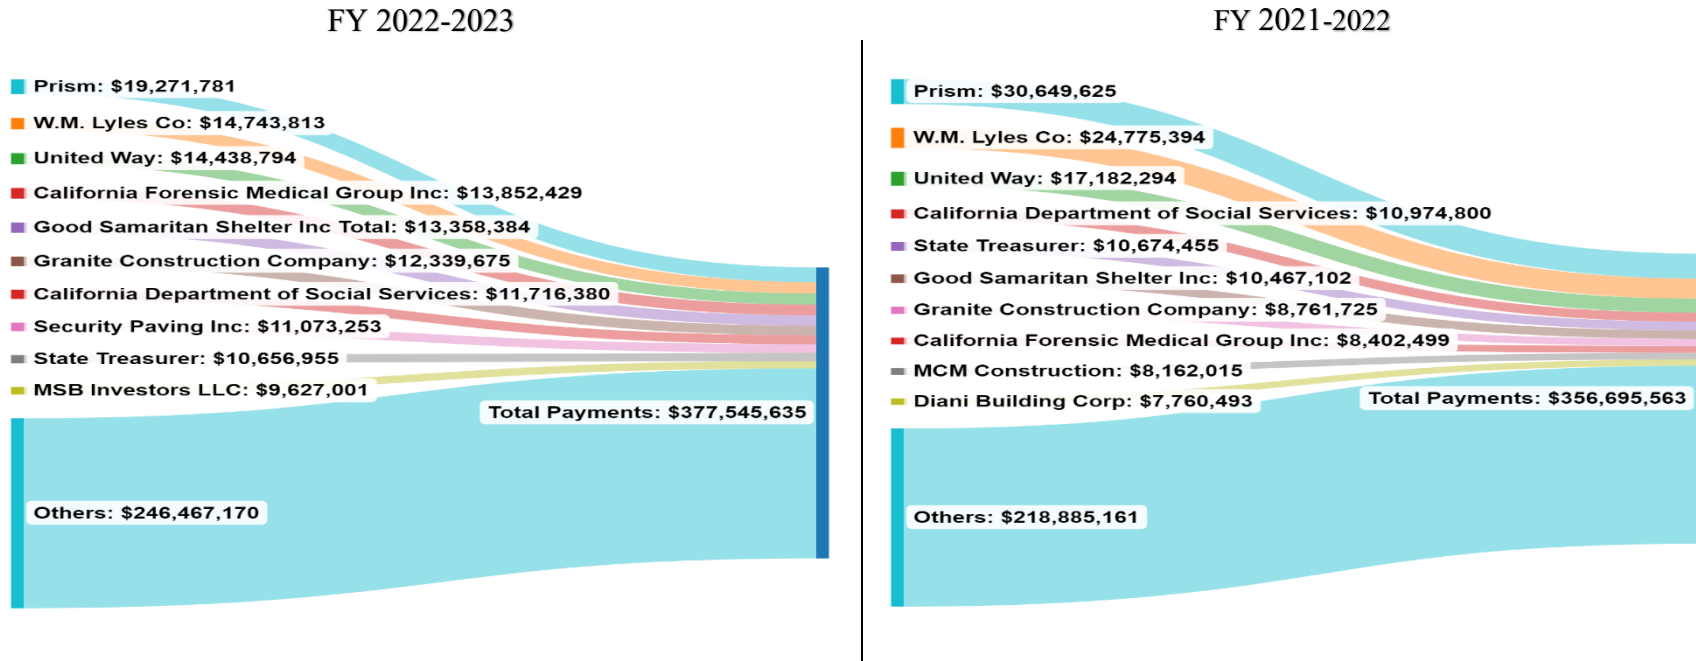 FY 2022-2023
Prism: $19,271,781
W.M. Lyles Co: $14,743,813
United Way: $14,438,794
California Forensic Medical Group Inc: $13,852,429
Good Samaritan Shelter Inc Total: $13,358,384
Granite Construction Company: $12,339,675
California Department of Social Services: $11,716,380
Security Paving Inc: $11,073,253
State Treasurer: $10,656,955
MSB Investors LLC: $9,627,001
Total Payments: $377,545,635
Others: $246,467,170
FY 2021-2022
Prism: $30,649,625
W.M. Lyles Co: $24,775,394
United Way: $17,182,294
California Department of Social Services: $10,974,800
State Treasurer: $10,674,455
Good Samaritan Shelter Inc: $10,467,102
Granite Construction Company: $8,761,725
California Forensic Medical Group Inc: $8,402,499
MCM Construction: $8,162,015
Diani Building Corp: $7,760,493
Total Payments: $356,695,563
Others: $218,885,161